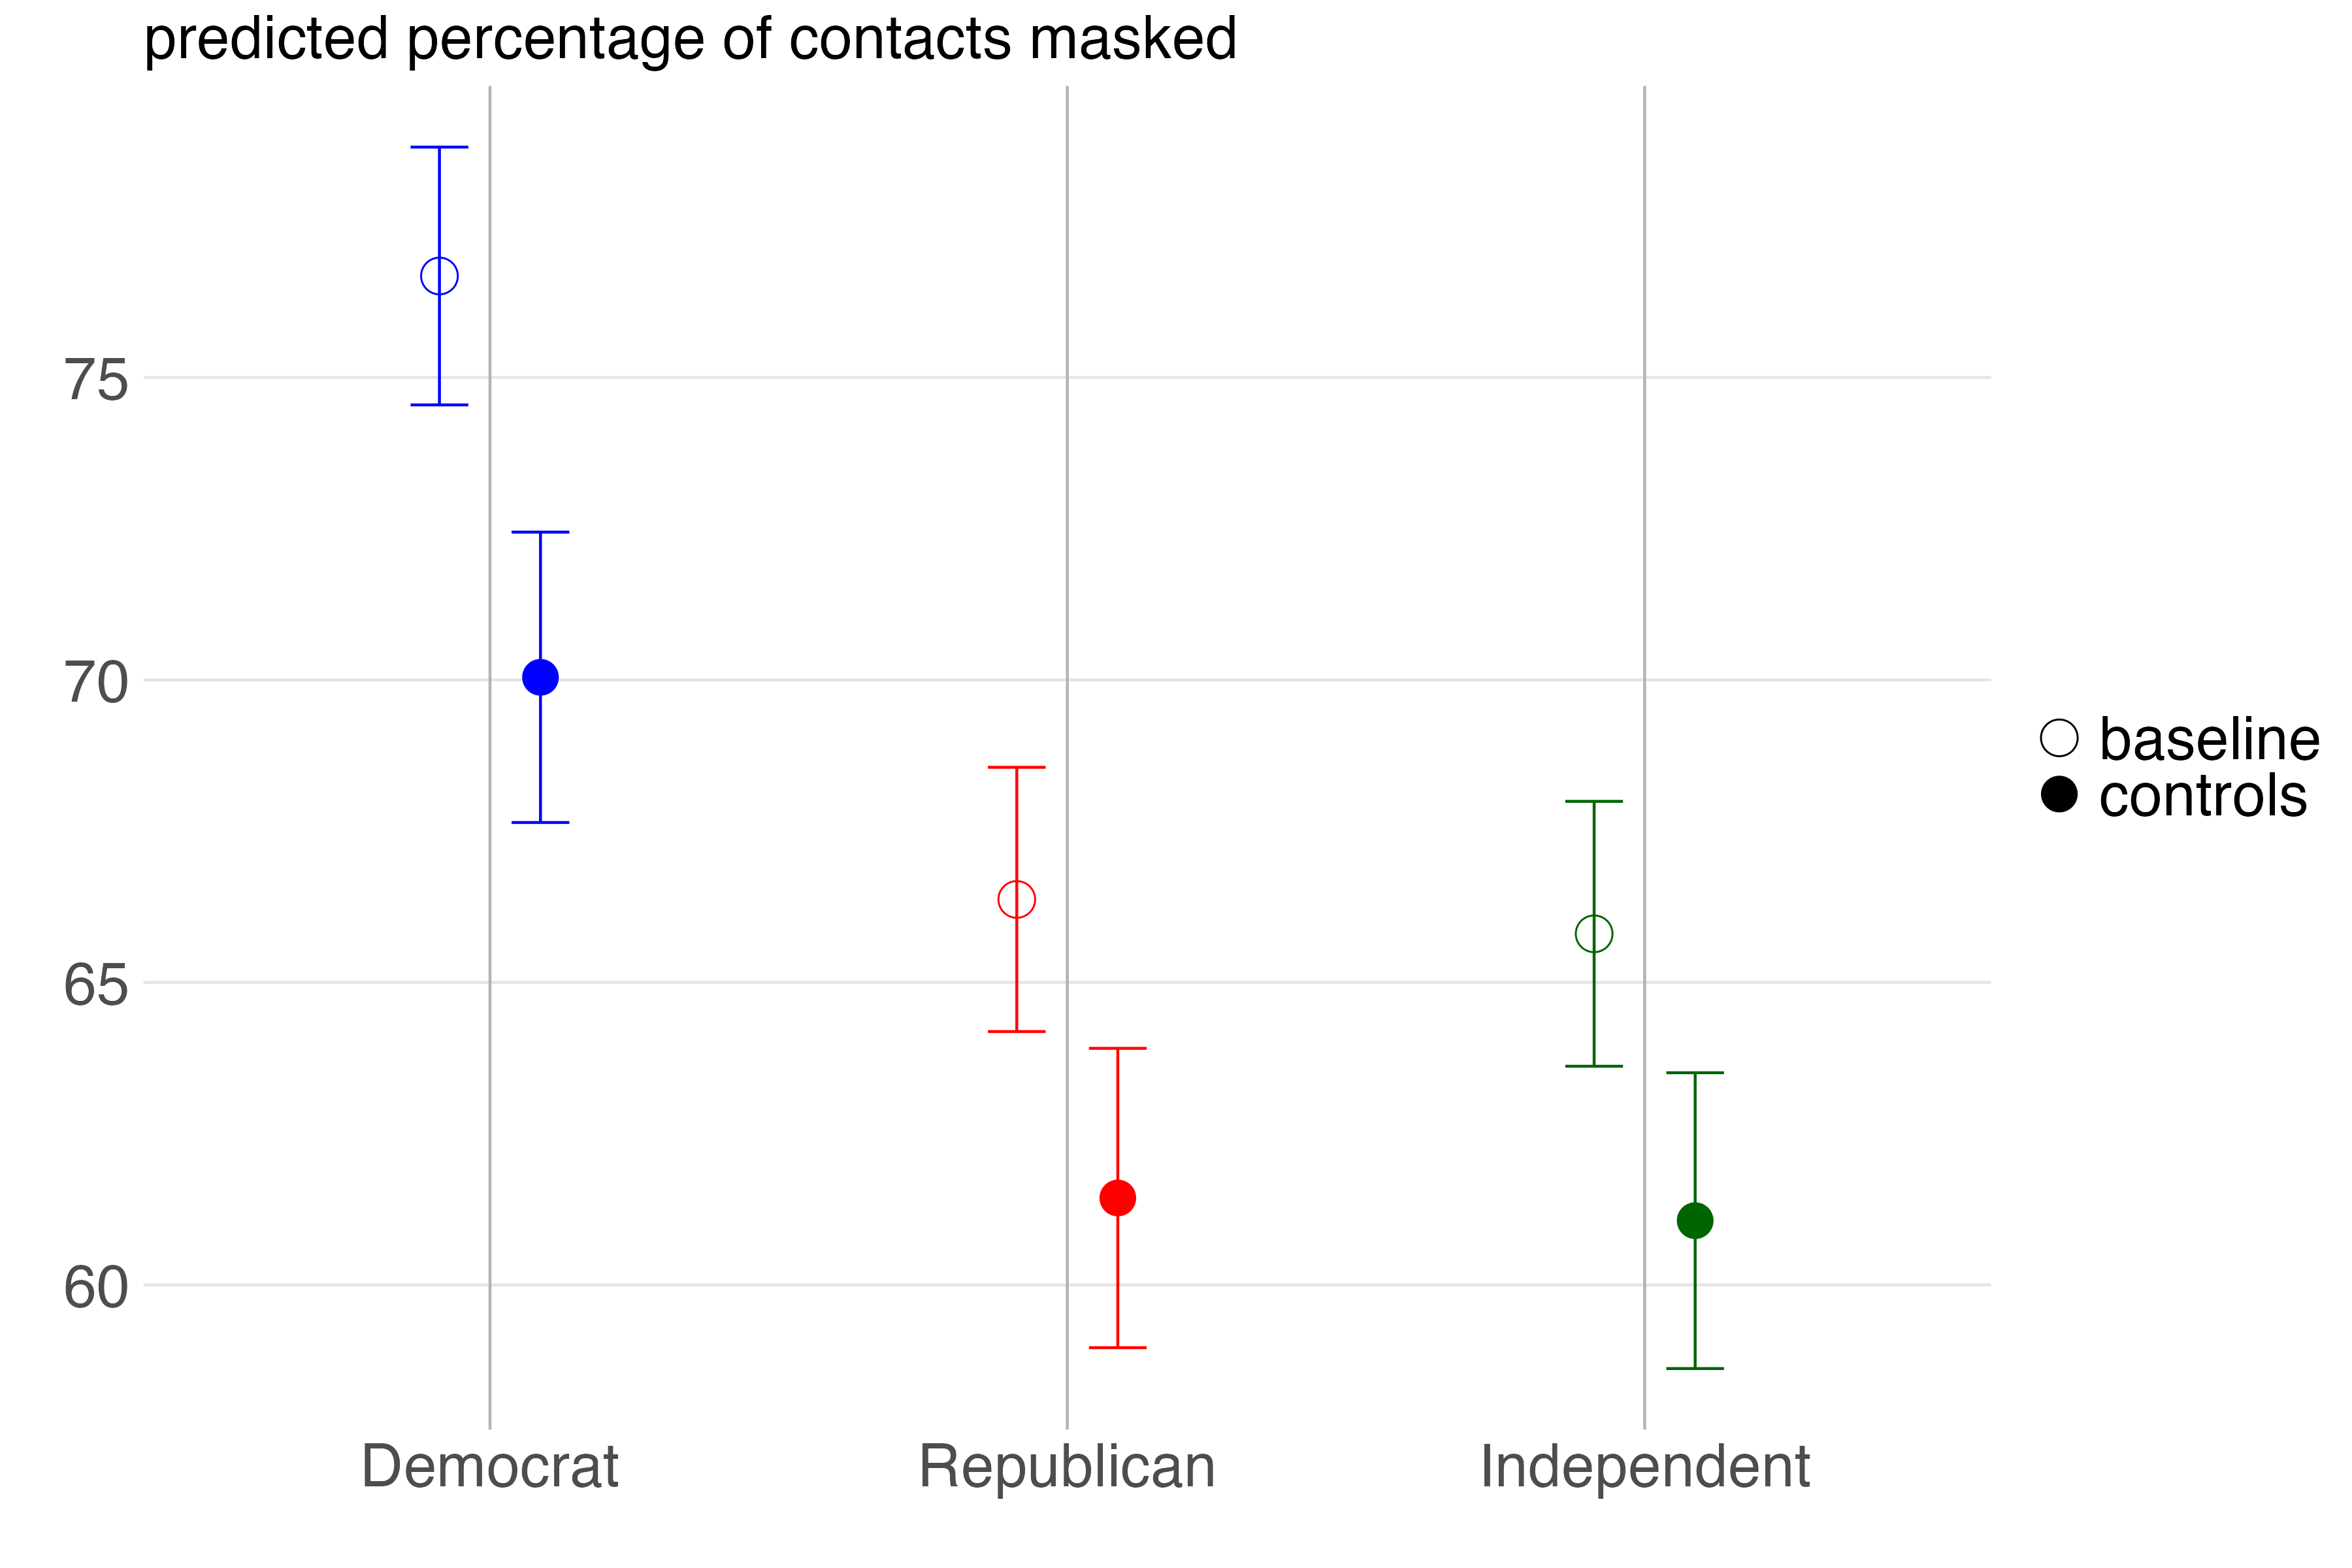 predicted percentage of contacts masked
75
70
65
60
Democrat Republican Independent
baseline
controls